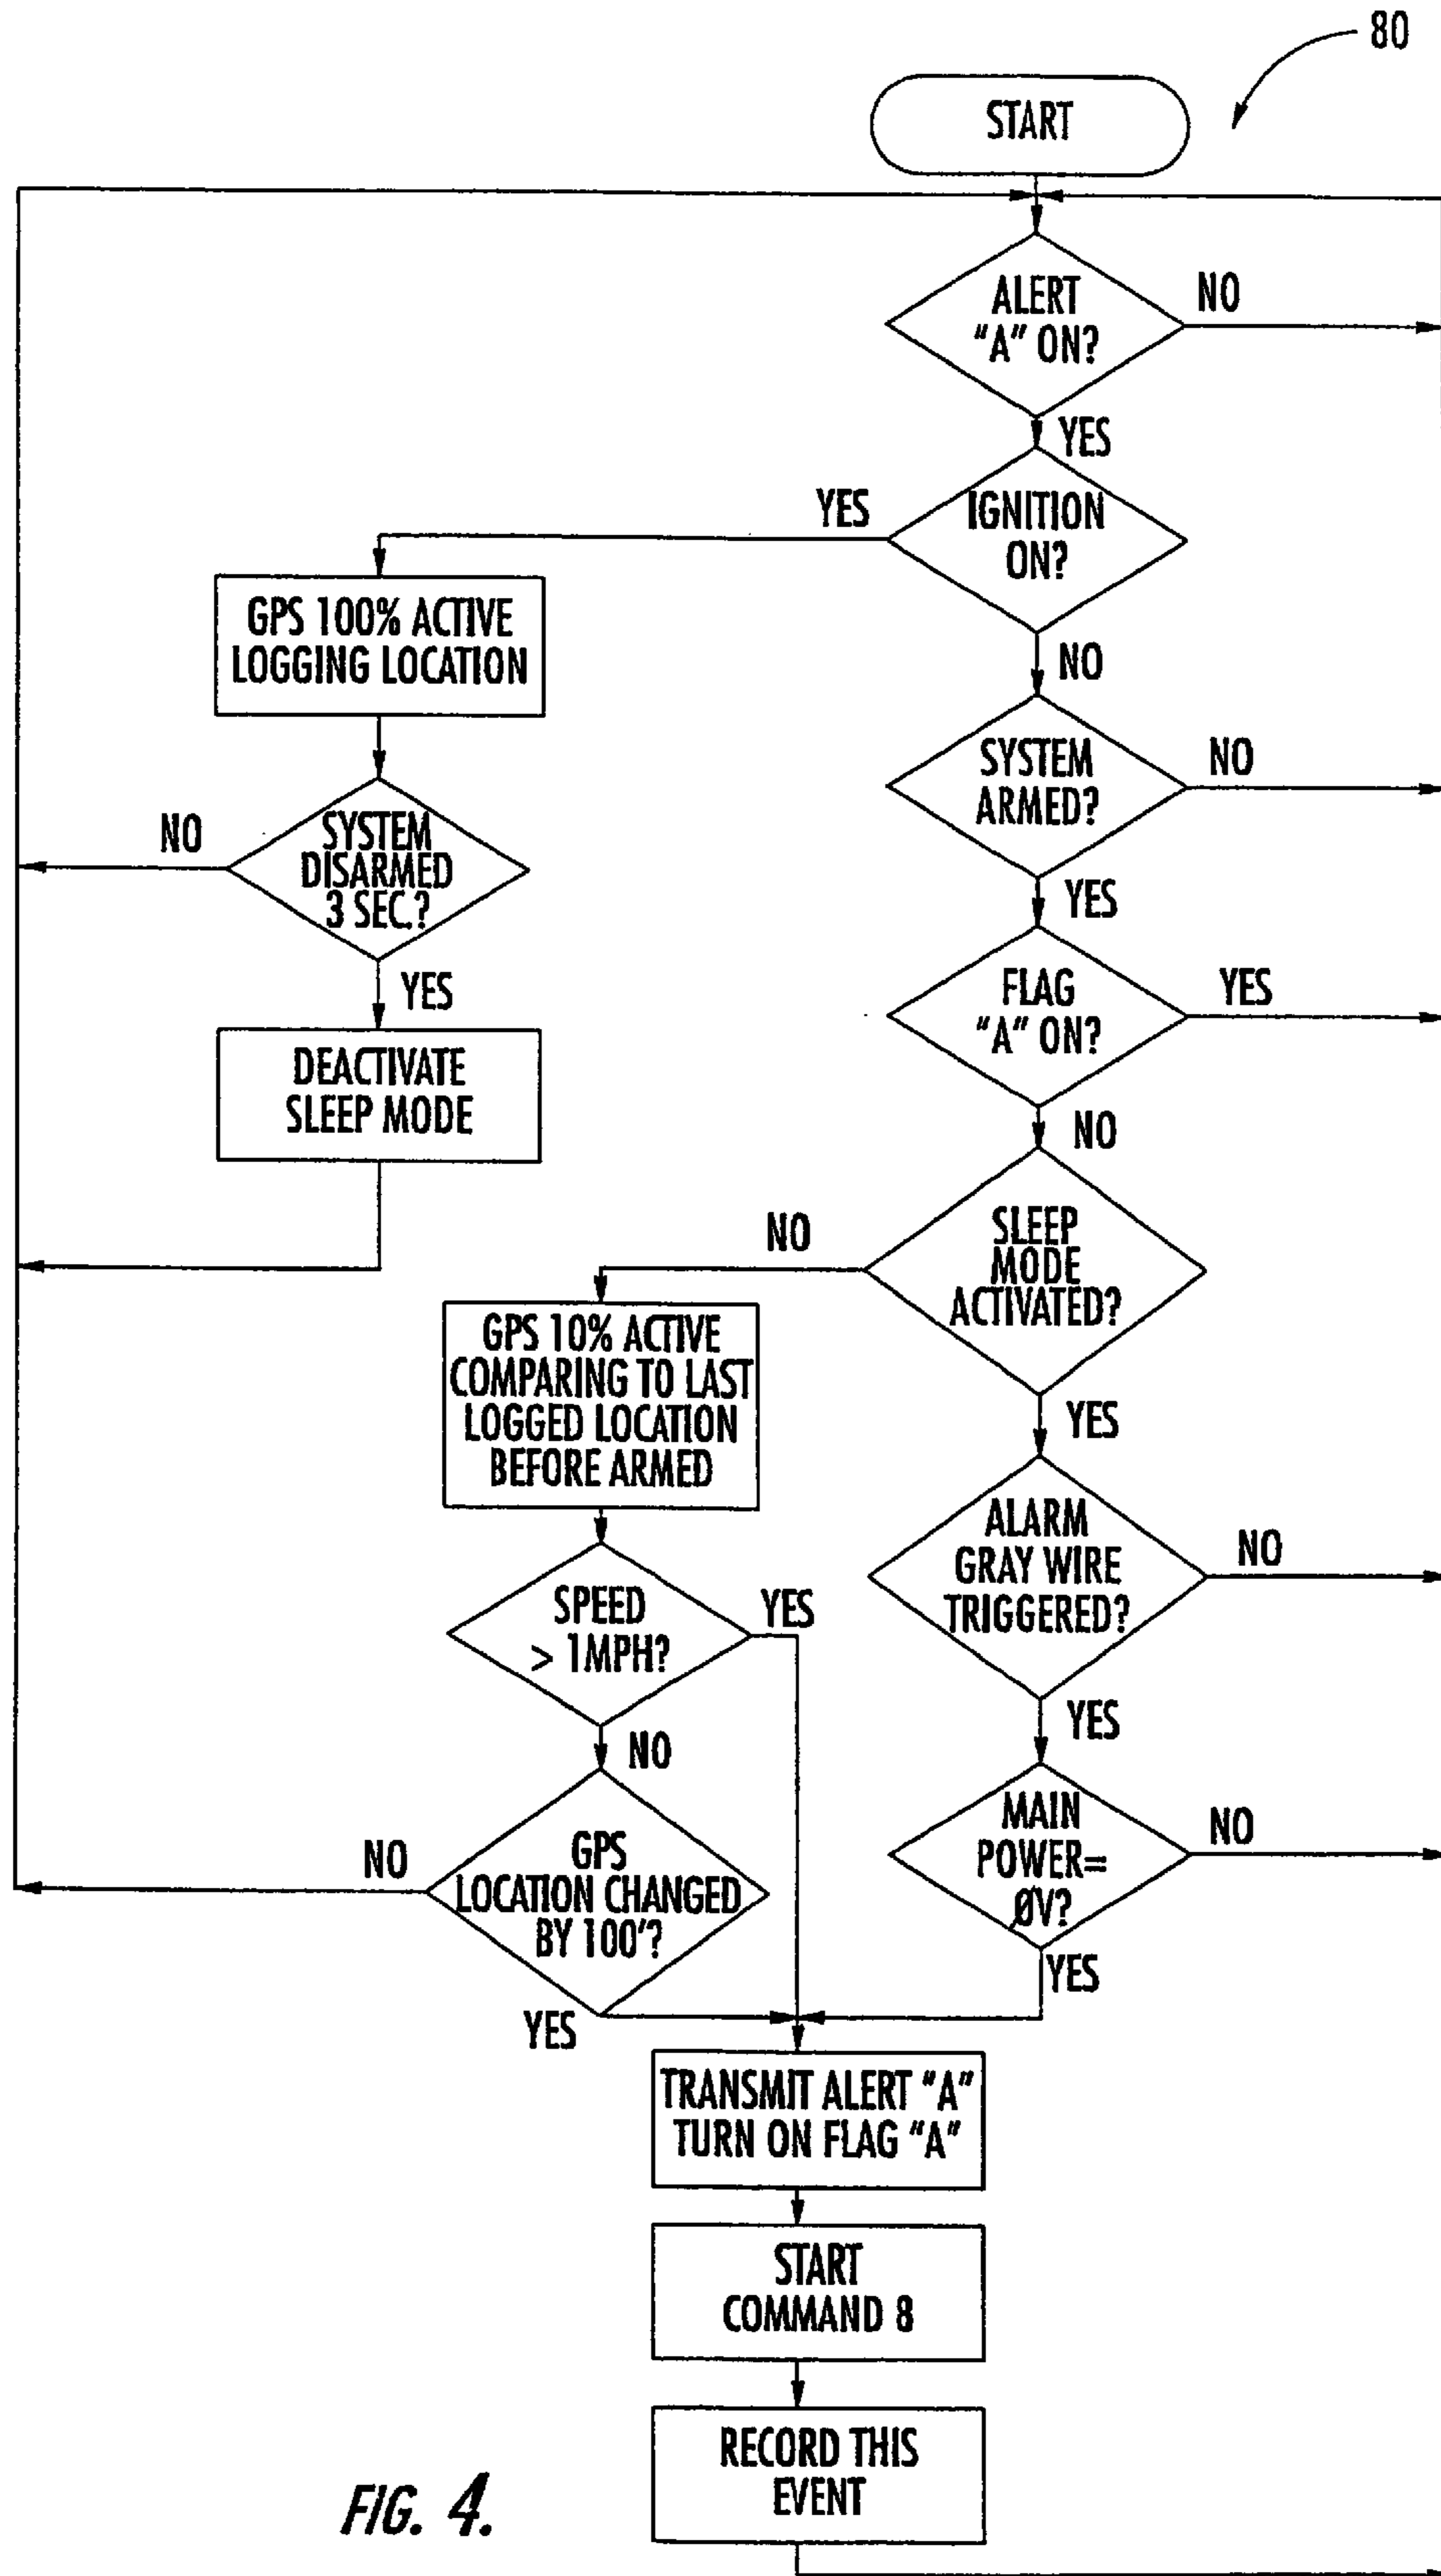 80
START
ALERT
"A" ON?
NO
YES
IGNITION
ON?
YES
NO
GPS 100% ACTIVE
LOGGING LOCATION
SYSTEM
DISARMED
3 SEC.?
NO
YES
DEACTIVATE
SLEEP MODE
SYSTEM
ARMED?
NO
YES
FLAG
"A" ON?
YES
NO
SLEEP
MODE
ACTIVATED?
NO
YES
GPS 10% ACTIVE
COMPARING TO LAST
LOGGED LOCATION
BEFORE ARMED
SPEED
> 1MPH?
YES
NO
GPS
LOCATION CHANGED
BY 100'?
NO
YES
ALARM
GRAY WIRE
TRIGGERED?
NO
YES
MAIN
POWER=
ØV?
NO
YES
TRANSMIT ALERT "A"
TURN ON FLAG "A"
START
COMMAND 8
RECORD THIS
EVENT
FIG. 4.